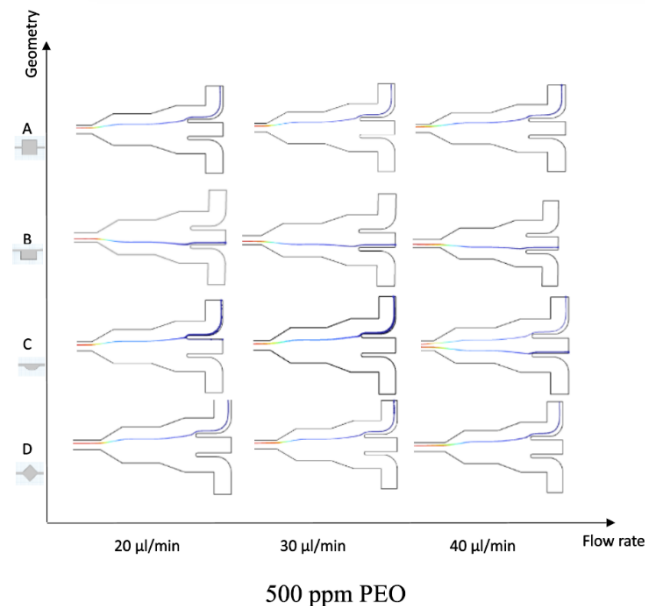 Geometry
A
B
C
D
20 µl/min
30 µl/min
40 µl/min
Flow rate
500 ppm PEO